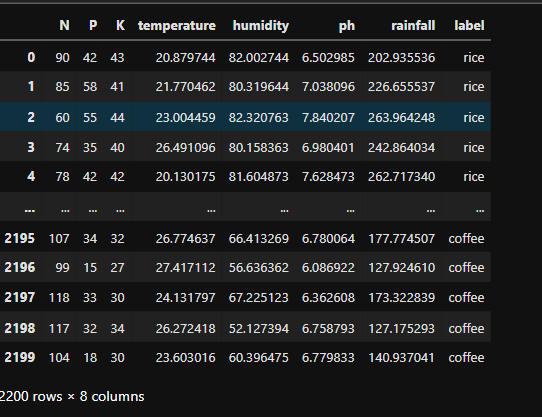 N P K temperature humidity ph rainfall label
0 90 42 43 20.879744 82.002744 6.502985 202.935536 rice
1 85 58 41 21.770462 80.319644 7.038096 226.655537 rice
2 60 55 44 23.004459 82.320763 7.840207 263.964248 rice
3 74 35 40 26.491096 80.158363 6.980401 242.864034 rice
4 78 42 42 20.130175 81.604873 7.628473 262.717340 rice
... ... ... ... ... ... ... ... ...
2195 107 34 32 26.774637 66.413269 6.780064 177.774507 coffee
2196 99 15 27 27.417112 56.636362 6.086922 127.924610 coffee
2197 118 33 30 24.131797 67.225123 6.362608 173.322839 coffee
2198 117 32 34 26.272418 52.127394 6.758793 127.175293 coffee
2199 104 18 30 23.603016 60.396475 6.779833 140.937041 coffee
2200 rows × 8 columns